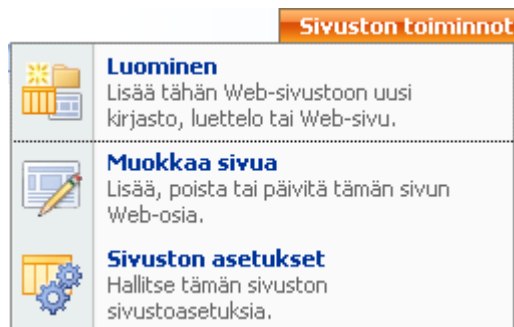 Sivuston toiminnot
Luominen
Lisää tähän Web-sivustoon uusi
kirjasto, luettelo tai Web-sivu.
Muokkaa sivua
Lisää, poista tai päivitä tämän sivun
Web-osia.
Sivuston asetukset
Hallitse tämän sivuston
sivustoasetuksia.